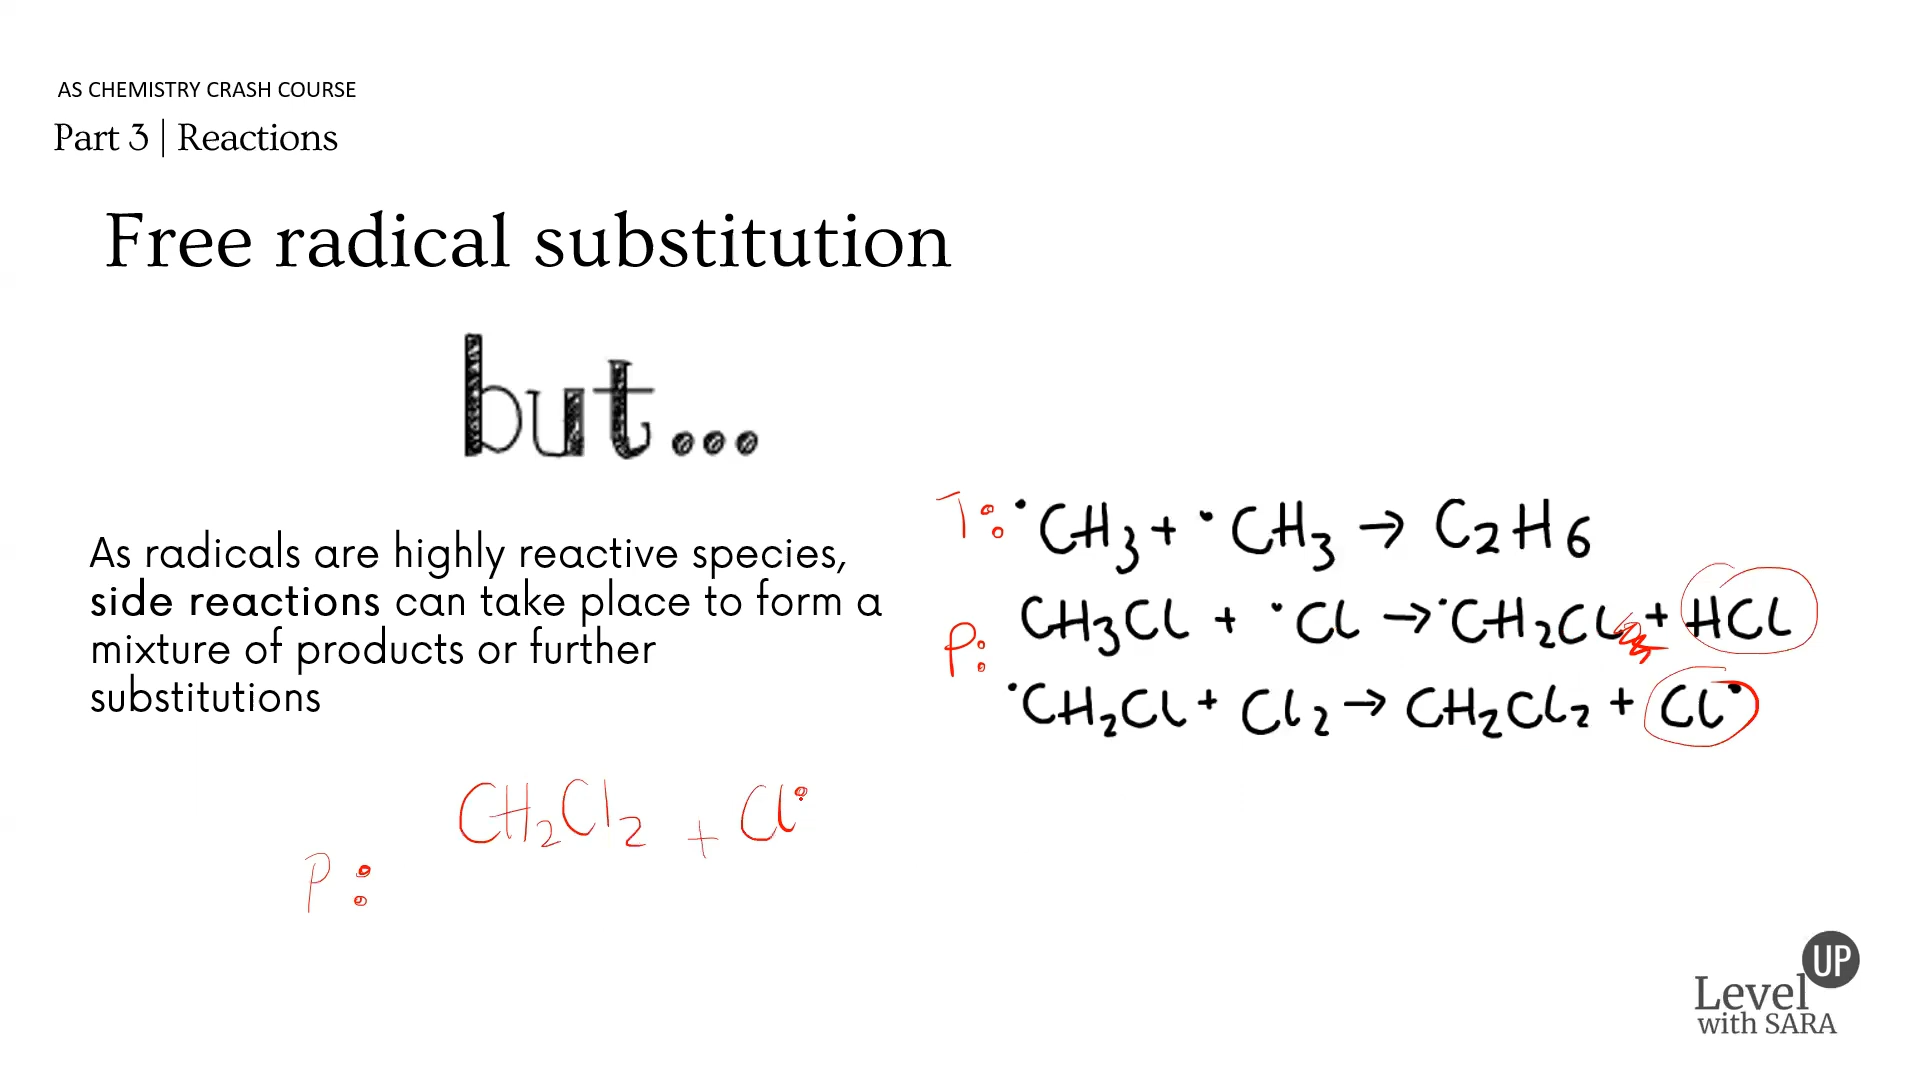 AS CHEMISTRY CRASH COURSE
Part 3 | Reactions
Free radical substitution
but...
As radicals are highly reactive species,
side reactions can take place to form a
mixture of products or further
substitutions
T: •CH3 + •CH3 → C2H6
P: CH3Cl + •Cl → •CH2Cl + HCl
•CH2Cl + Cl2 → CH2Cl2 + Cl•
CH2Cl2 + Cl•
P:
Level UP
with SARA